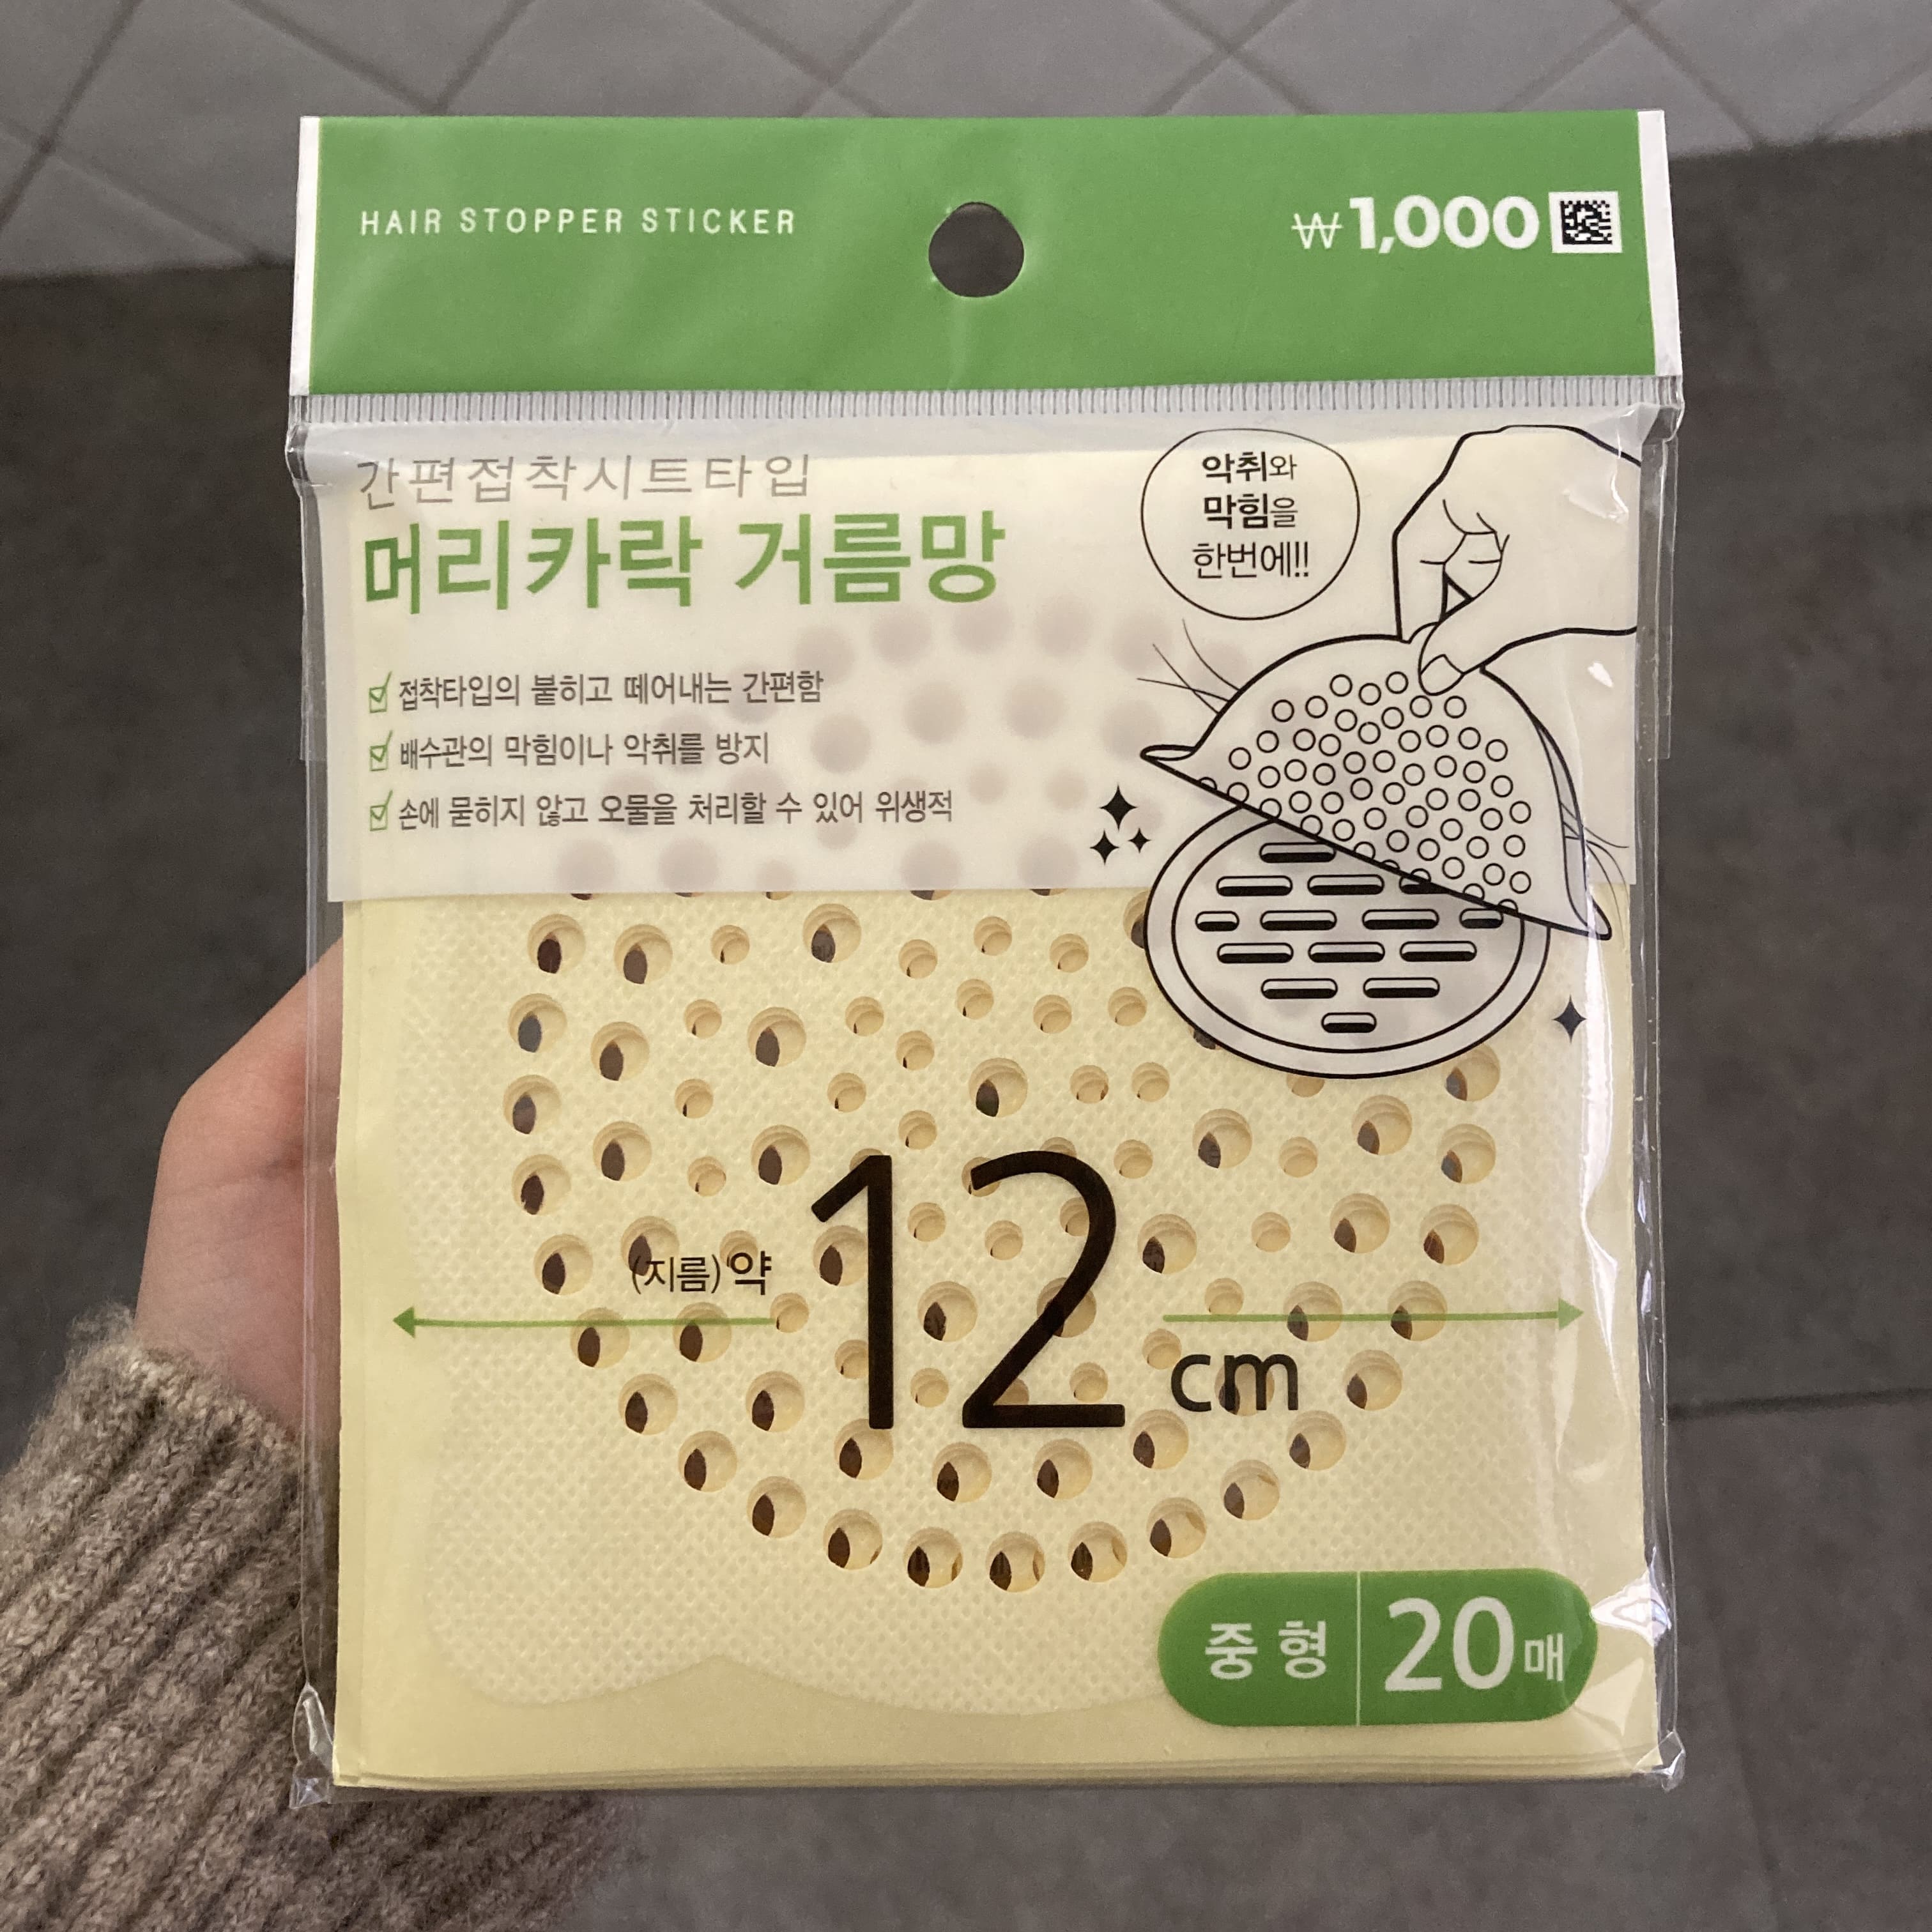 HAIR STOPPER STICKER
₩1,000
간편접착시트타입
머리카락 거름망
접착타입의 붙히고 떼어내는 간편함
배수관의 막힘이나 악취를 방지
손에 묻히지 않고 오물을 처리할 수 있어 위생적
악취와
막힘을
한번에!!
(지름)약
12
cm
중형
20매